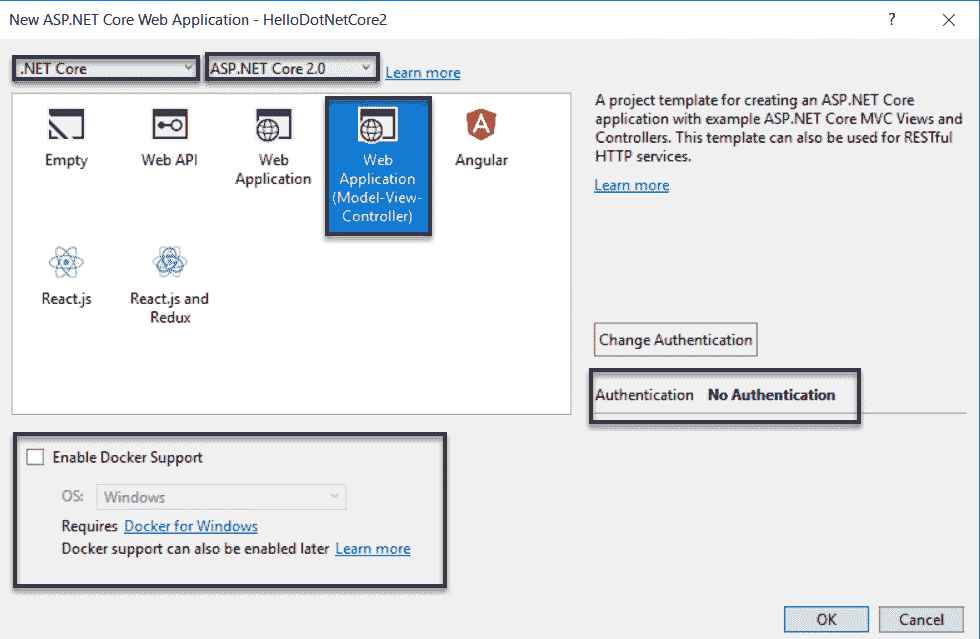 New ASP.NET Core Web Application - HelloDotNetCore2
?
.NET Core
ASP.NET Core 2.0
Learn more
Empty
Web API
Web
Application
Web
Application
(Model-View-
Controller)
Angular
React.js
React.js and
Redux
A project template for creating an ASP.NET Core
application with example ASP.NET Core MVC Views and
Controllers. This template can also be used for RESTful
HTTP services.
Learn more
Change Authentication
Authentication No Authentication
Enable Docker Support
OS: Windows
Requires Docker for Windows
Docker support can also be enabled later Learn more
OK
Cancel